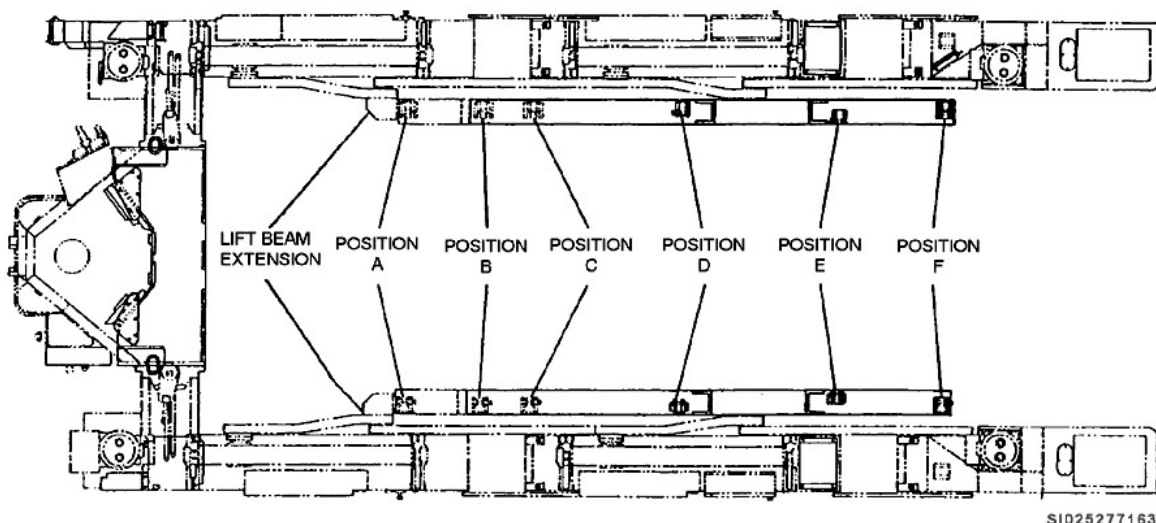 LIFT BEAM
EXTENSION
POSITION
A
POSITION
B
POSITION
C
POSITION
D
POSITION
E
POSITION
F
SI025277163